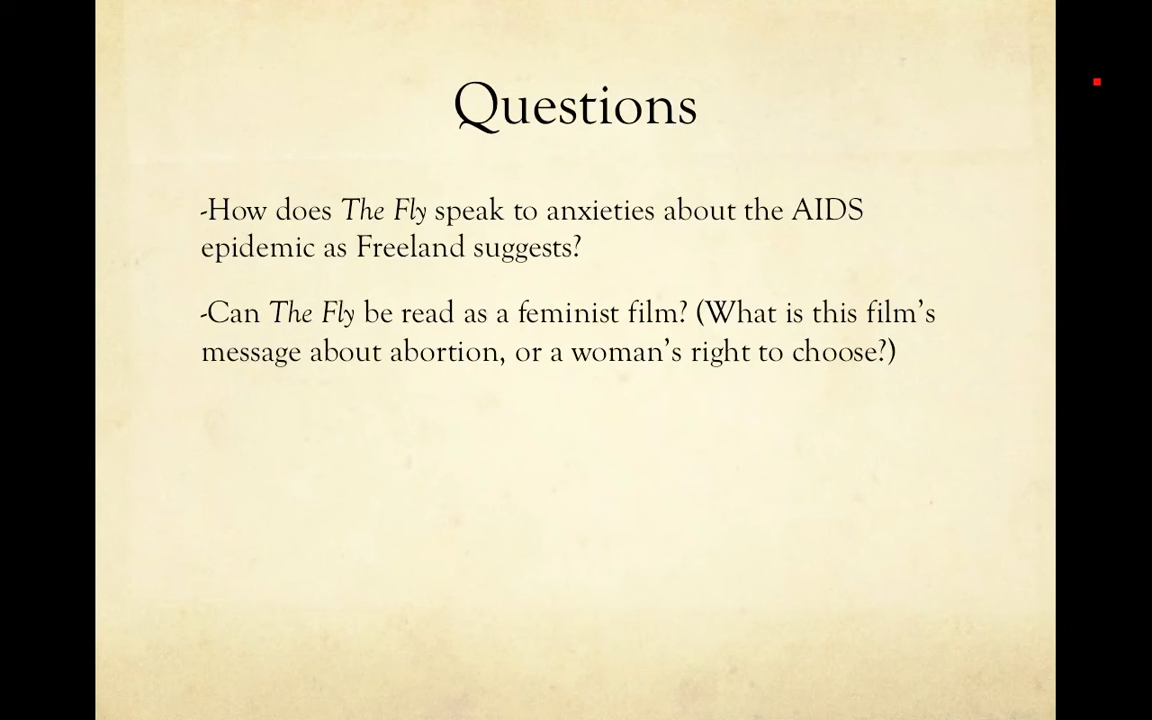 Questions
-How does The Fly speak to anxieties about the AIDS
epidemic as Freeland suggests?
-Can The Fly be read as a feminist film? (What is this film’s
message about abortion, or a woman’s right to choose?)